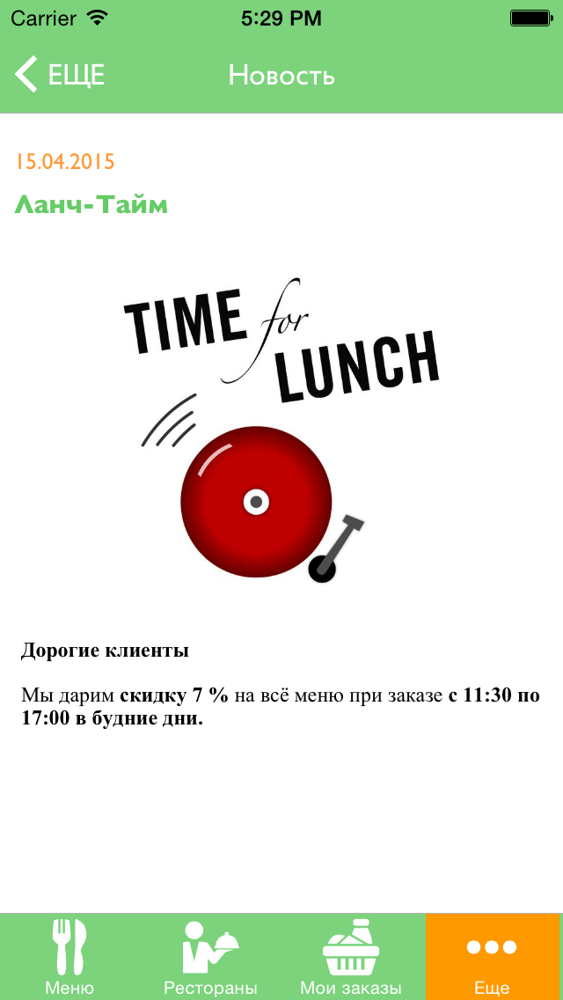 Carrier 5:29 PM
ЕЩЕ Новость
15.04.2015
Ланч-Тайм
TIME for
LUNCH
Дорогие клиенты
Мы дарим скидку 7 % на всё меню при заказе с 11:30 по
17:00 в будние дни.
Меню Рестораны Мои заказы Еще